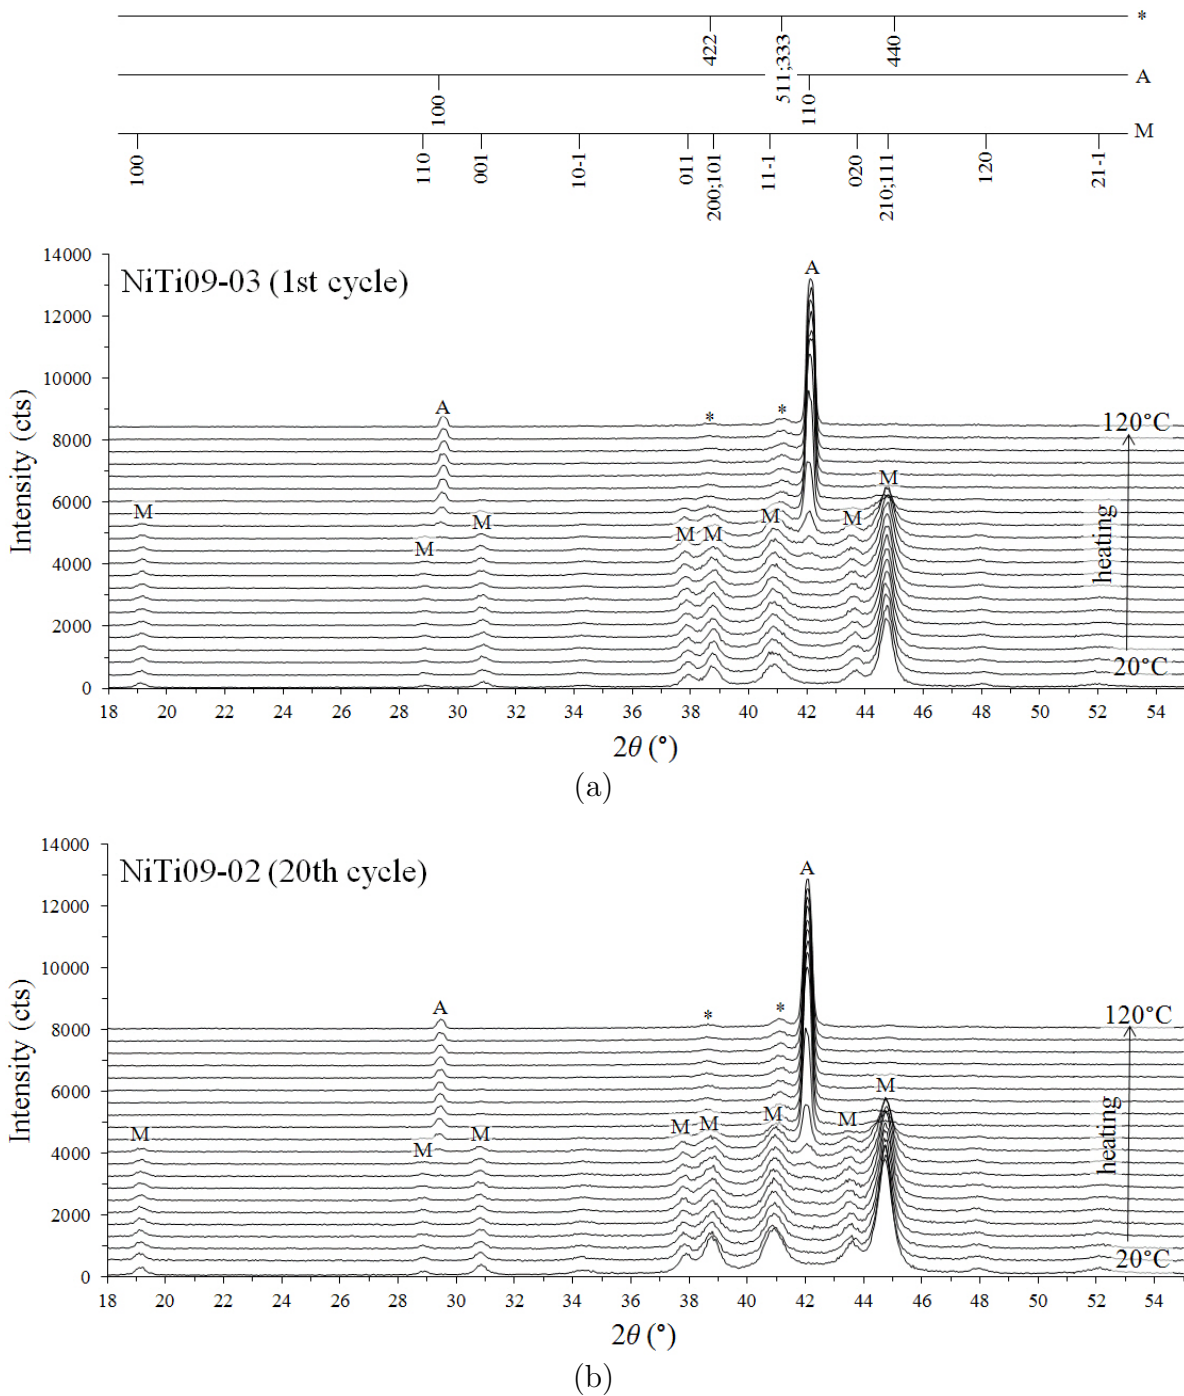 *
422
511;333
440
A
100
110
M
100
110
001
10-1
011
200;101
11-1
020
210;111
120
21-1
NiTi09-03 (1st cycle)
Intensity (cts)
14000
12000
10000
8000
6000
4000
2000
0
A
A
*
*
M
M
M
M
M
M
M
M
120°C
heating
20°C
18 20 22 24 26 28 30 32 34 36 38 40 42 44 46 48 50 52 54
2θ (°)
(a)
NiTi09-02 (20th cycle)
Intensity (cts)
14000
12000
10000
8000
6000
4000
2000
0
A
A
*
*
M
M
M
M
M
M
M
M
120°C
heating
20°C
18 20 22 24 26 28 30 32 34 36 38 40 42 44 46 48 50 52 54
2θ (°)
(b)